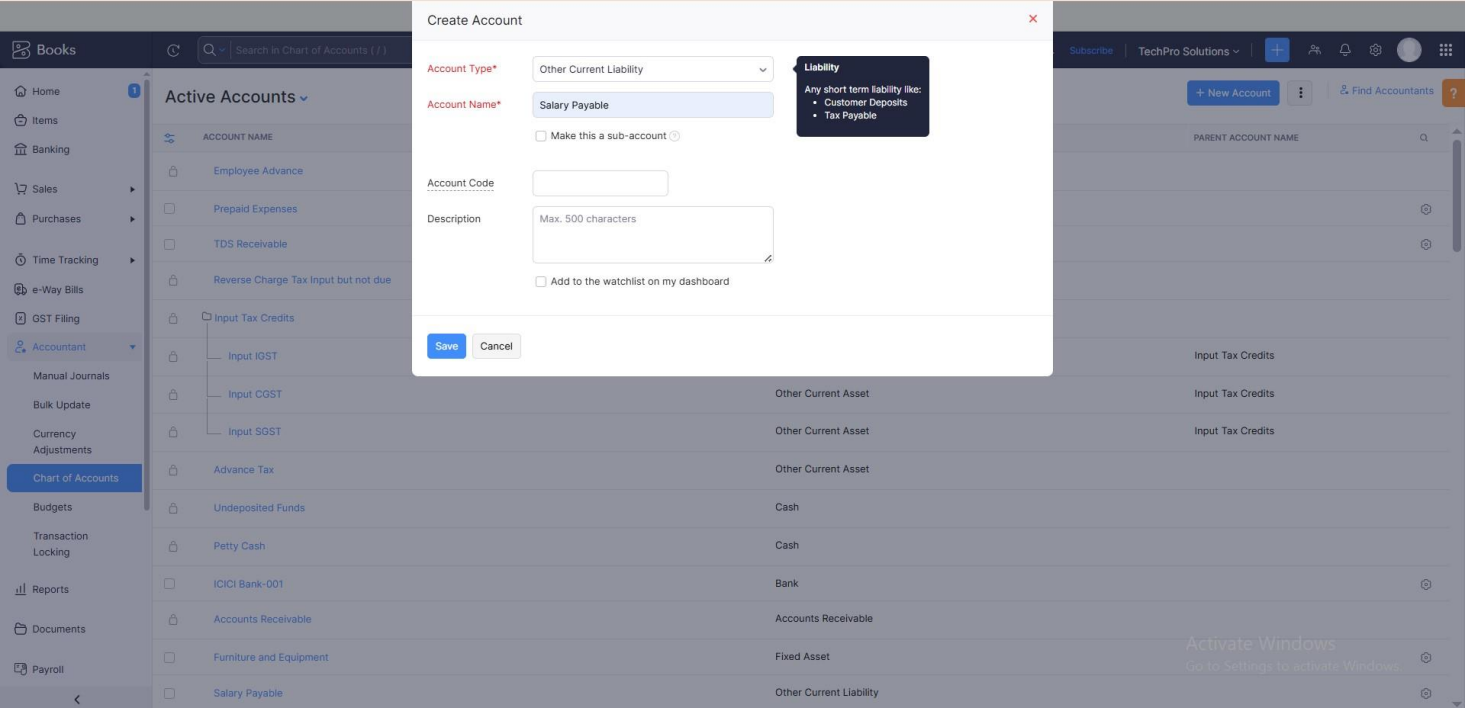 Create Account
Books
Search in Chart of Accounts ( / )
Subscribe
TechPro Solutions
Account Type*
Other Current Liability
Liability
Any short term liability like:
• Customer Deposits
• Tax Payable
Account Name*
Salary Payable
Make this a sub-account
Account Code
Description
Max. 500 characters
Add to the watchlist on my dashboard
Save
Cancel
Home
1
Items
Banking
Sales
Purchases
Time Tracking
e-Way Bills
GST Filing
Accountant
Manual Journals
Bulk Update
Currency
Adjustments
Chart of Accounts
Budgets
Transaction
Locking
Reports
Documents
Payroll
Active Accounts
+ New Account
Find Accountants
?
ACCOUNT NAME
PARENT ACCOUNT NAME
Employee Advance
Prepaid Expenses
TDS Receivable
Reverse Charge Tax Input but not due
Input Tax Credits
Input IGST
Input Tax Credits
Input CGST
Other Current Asset
Input Tax Credits
Input SGST
Other Current Asset
Input Tax Credits
Advance Tax
Other Current Asset
Undeposited Funds
Cash
Petty Cash
Cash
ICICI Bank-001
Bank
Accounts Receivable
Accounts Receivable
Furniture and Equipment
Fixed Asset
Salary Payable
Other Current Liability
Activate Windows
Go to Settings to activate Windows.